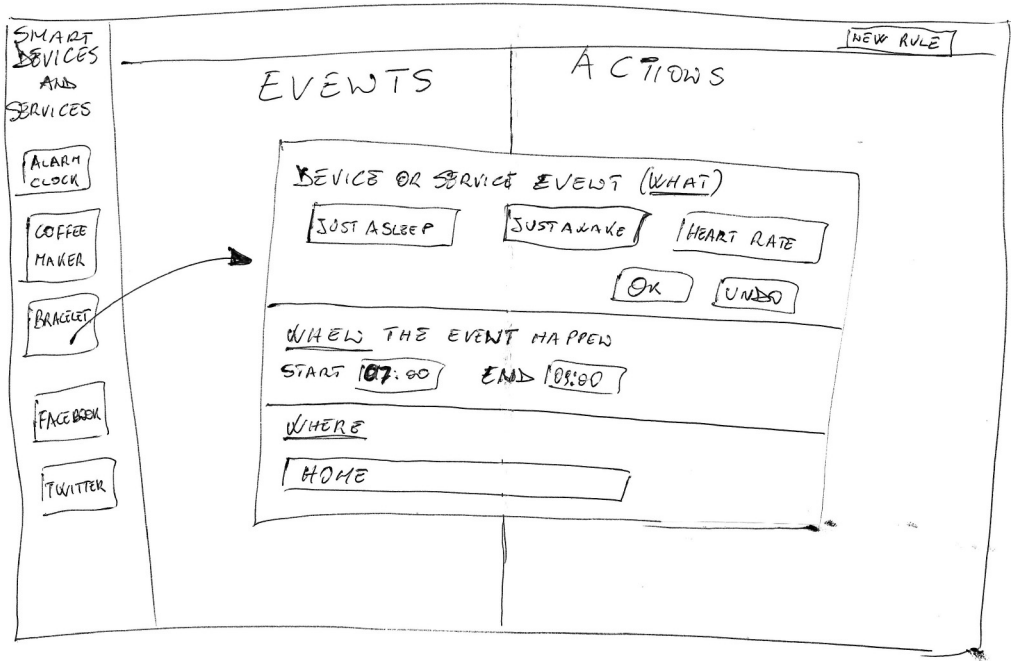 SMART
DEVICES
AND
SERVICES
ALARM
CLOCK
COFFEE
MAKER
BRACELET
FACEBOOK
TWITTER
NEW RULE
EVENTS
ACTIONS
DEVICE OR SERVICE EVENT (WHAT)
JUST ASLEEP
JUST AWAKE
HEART RATE
OK
UNDO
WHEN THE EVENT HAPPEN
START 07:00 END 09:00
WHERE
HOME